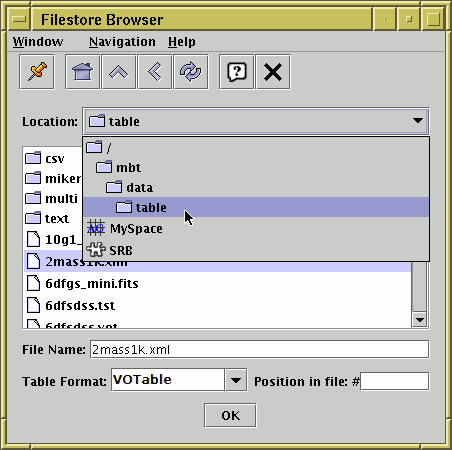 Filestore Browser
Window Navigation Help
Location: table
/
mbt
data
table
MySpace
SRB
csv
miker
multi
text
10g1_
2mass1k.xml
6dfgs_mini.fits
6dfsdss.tst
6dfsdss.vot
File Name: 2mass1k.xml
Table Format: VOTable Position in file: #
OK